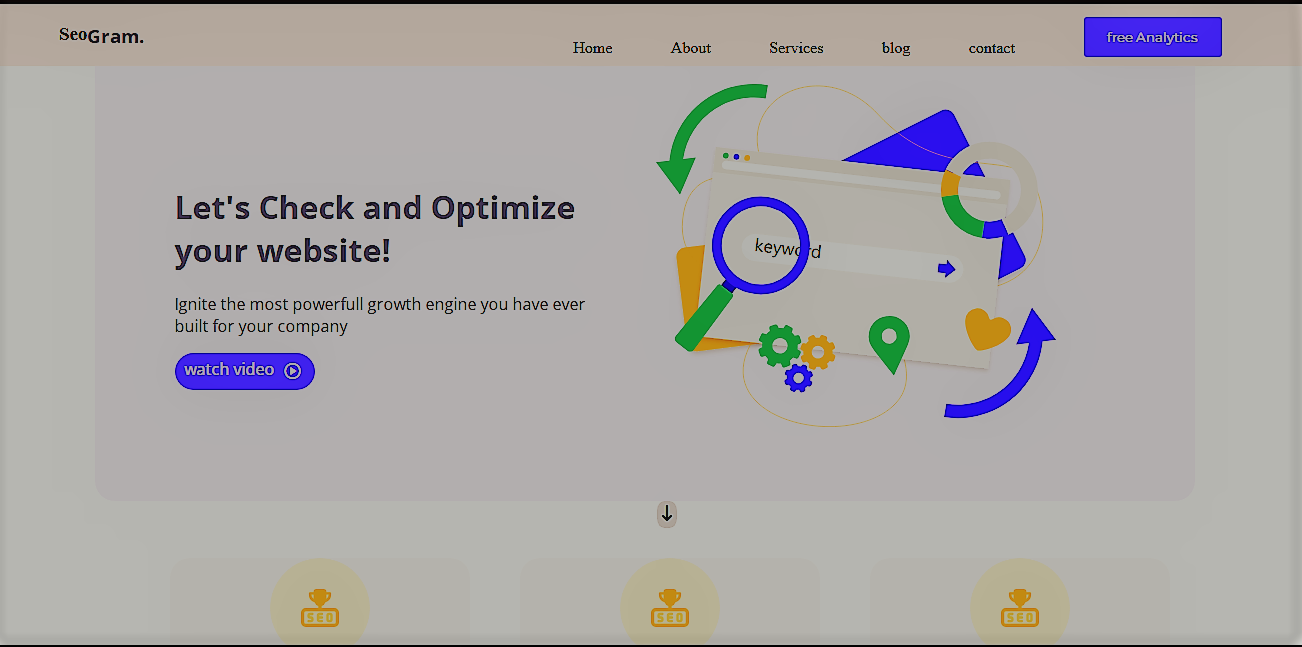 SeoGram.
Home About Services blog contact free Analytics
Let's Check and Optimize
your website!
Ignite the most powerfull growth engine you have ever
built for your company
watch video
keyword
SEO SEO SEO